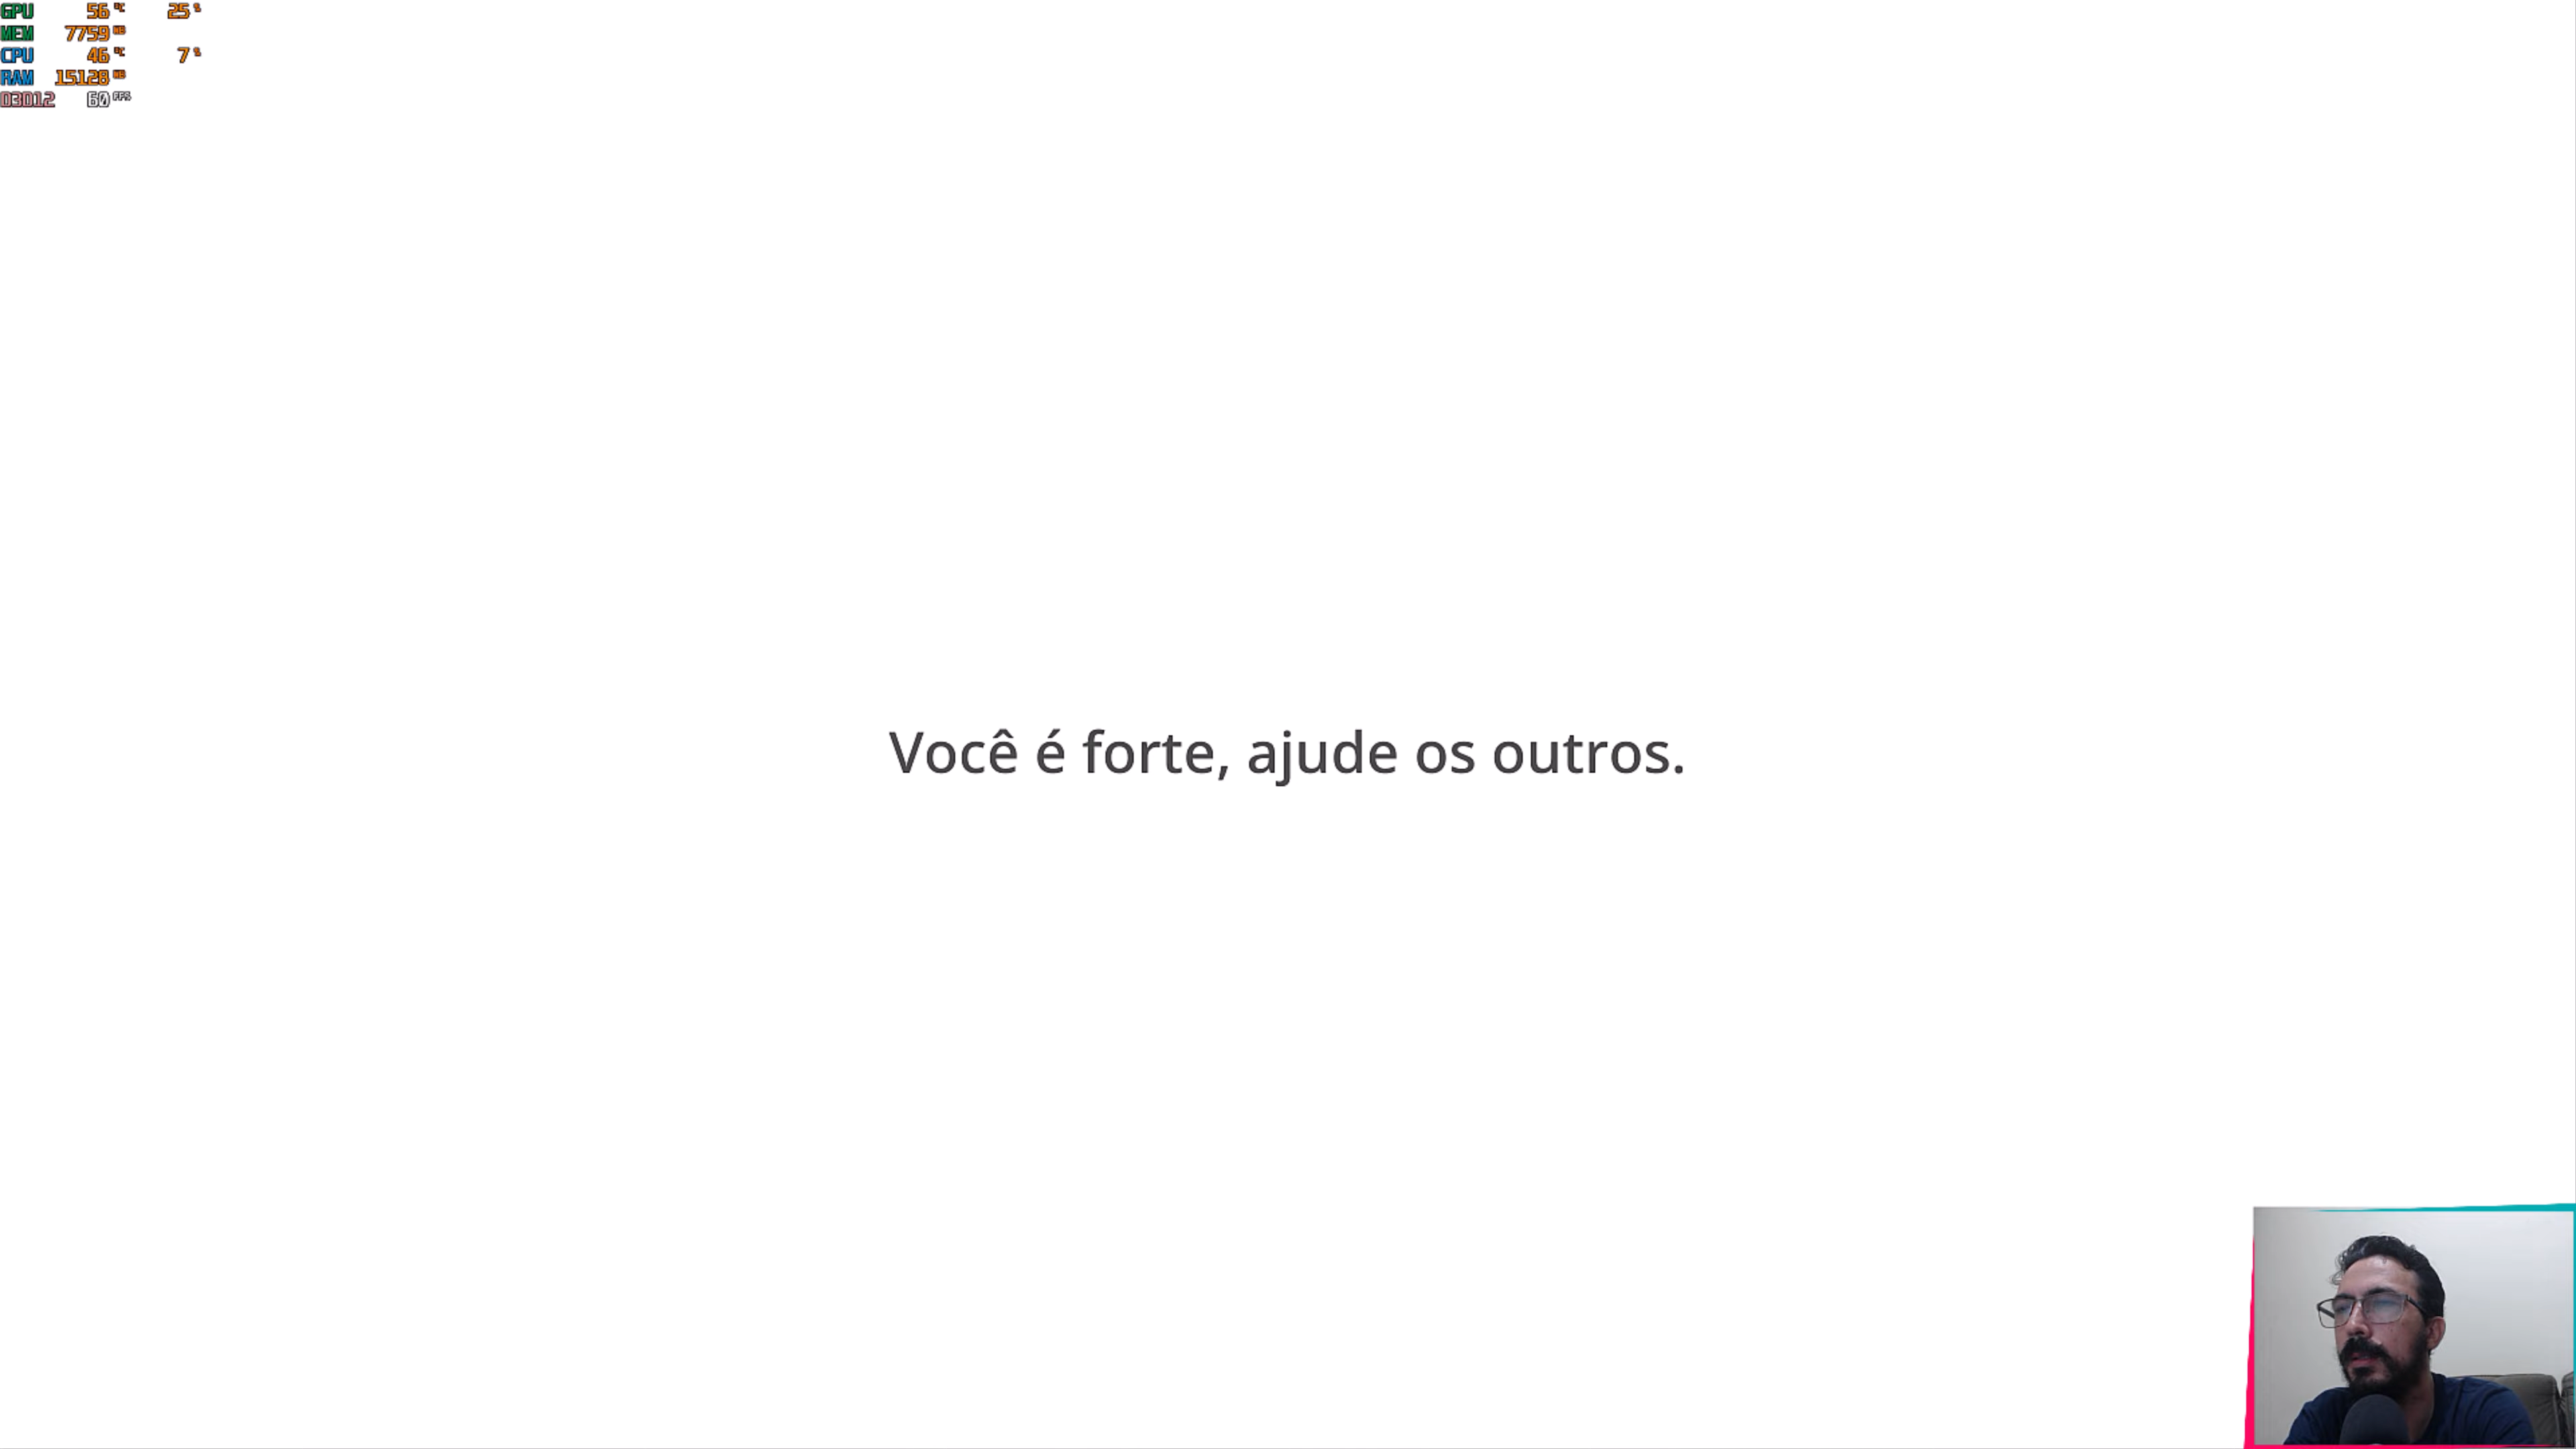 GPU 56 °C 25 %
MEM 7759 MB
CPU 46 °C 7 %
RAM 15128 MB
D3D12 60 FPS
Você é forte, ajude os outros.